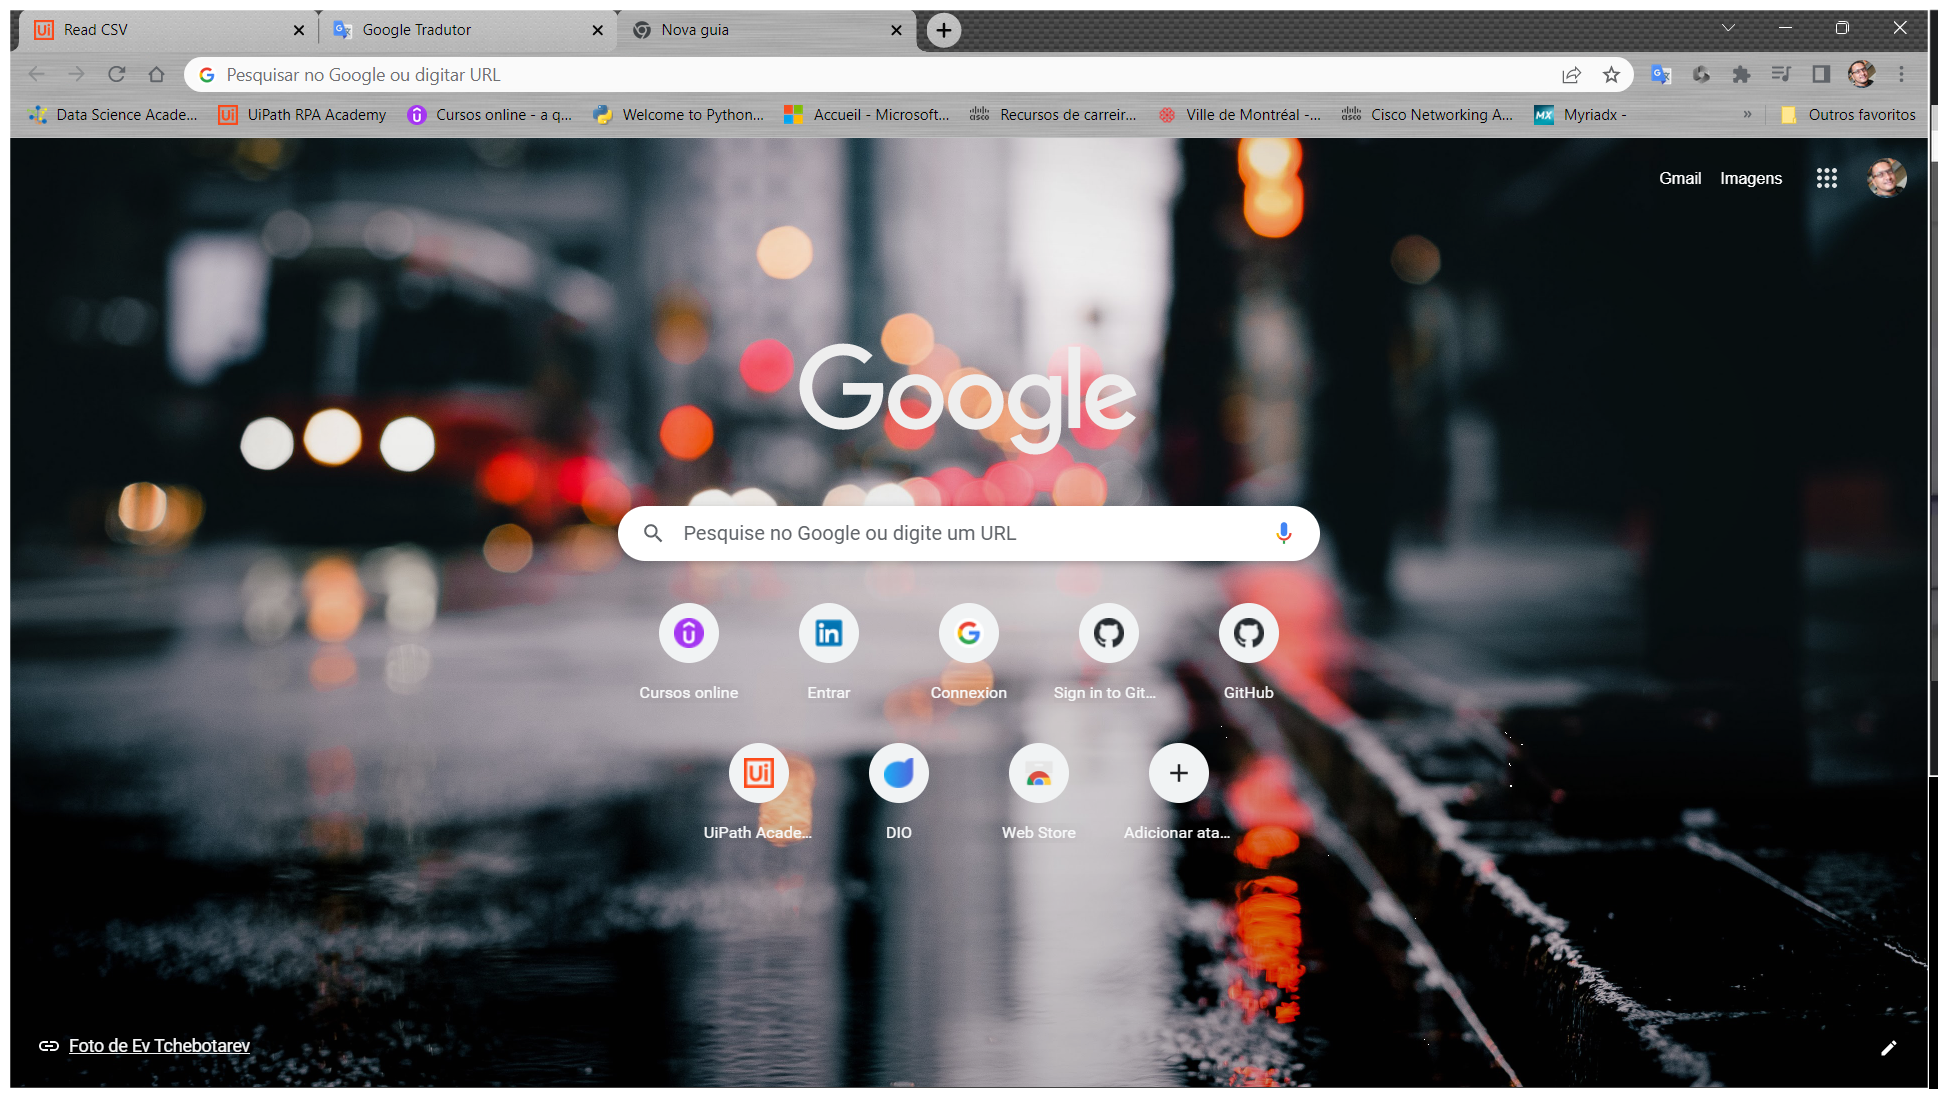 Read CSV
Google Tradutor
Nova guia
Pesquisar no Google ou digitar URL
Data Science Acade...
UiPath RPA Academy
Cursos online - a q...
Welcome to Python...
Accueil - Microsoft...
Recursos de carreir...
Ville de Montréal -...
Cisco Networking A...
Myriadx -
»
Outros favoritos
Gmail
Imagens
Google
Pesquise no Google ou digite um URL
Cursos online
Entrar
Connexion
Sign in to Git...
GitHub
UiPath Acade...
DIO
Web Store
Adicionar ata...
Foto de Ev Tchebotarev